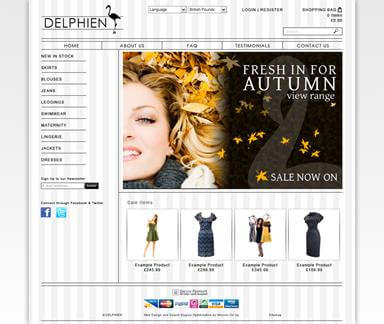 DELPHIEN
Language
British Pounds
LOGIN | REGISTER
SHOPPING BAG
0 items
£0.00
Search
HOME
ABOUT US
FAQ
TESTIMONIALS
CONTACT US
NEW IN STOCK
SKIRTS
BLOUSES
JEANS
LEGGINGS
SWIMWEAR
MATERNITY
LINGERIE
JACKETS
DRESSES
FRESH IN FOR
AUTUMN
view range
SALE NOW ON
Sign Up to our Newsletter
E-mail address
Connect through Facebook & Twitter
Sale Items
Example Product
£245.99
Example Product
£299.99
Example Product
£345.00
Example Product
£189.99
Secure Payment
© DELPHIEN
Web Design and Search Engine Optimisation by
Sitemap